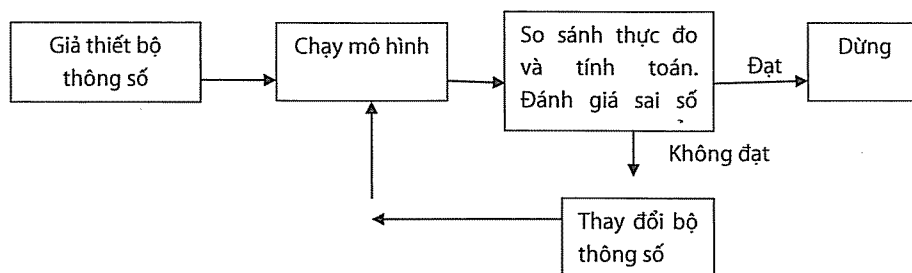 Giả thiết bộ
thông số
Chạy mô hình
So sánh thực đo
và tính toán.
Đánh giá sai số
Đạt
Dừng
Không đạt
Thay đổi bộ
thông số